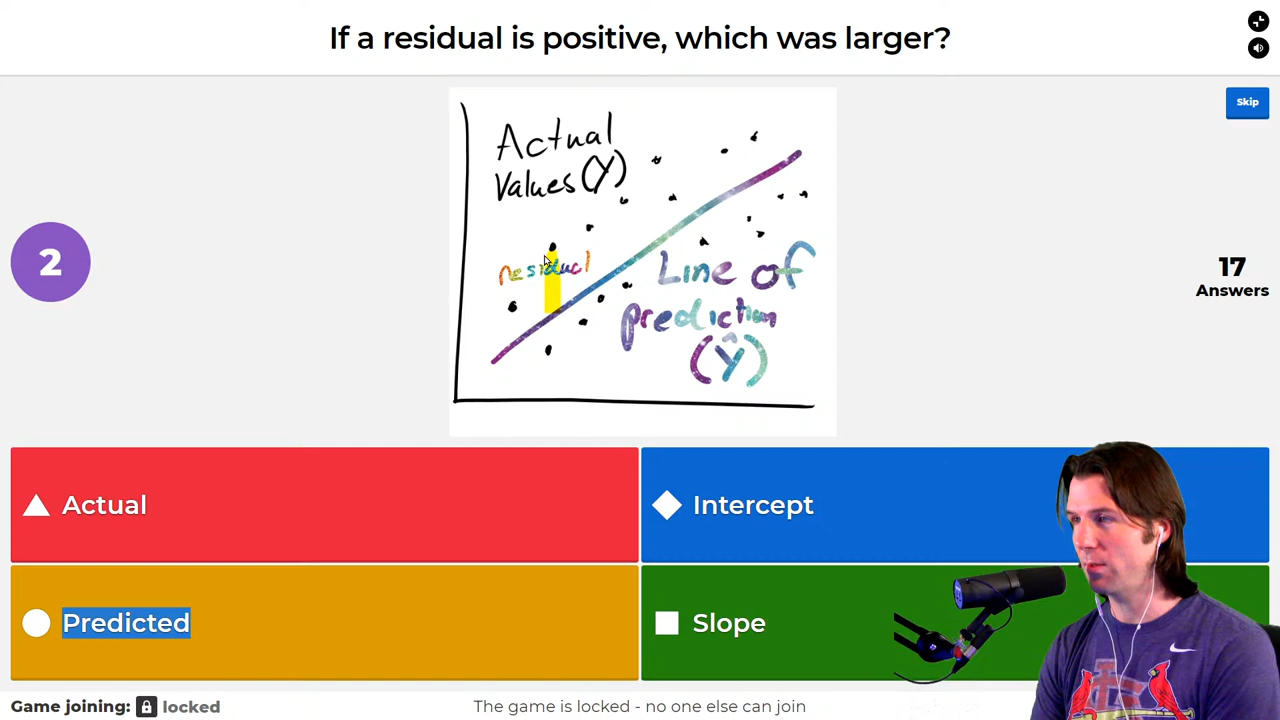 If a residual is positive, which was larger?
Skip
Actual
Values (Y)
residual
Line of
prediction
(Ŷ)
2
17
Answers
Actual
Intercept
Predicted
Slope
Game joining: locked
The game is locked - no one else can join